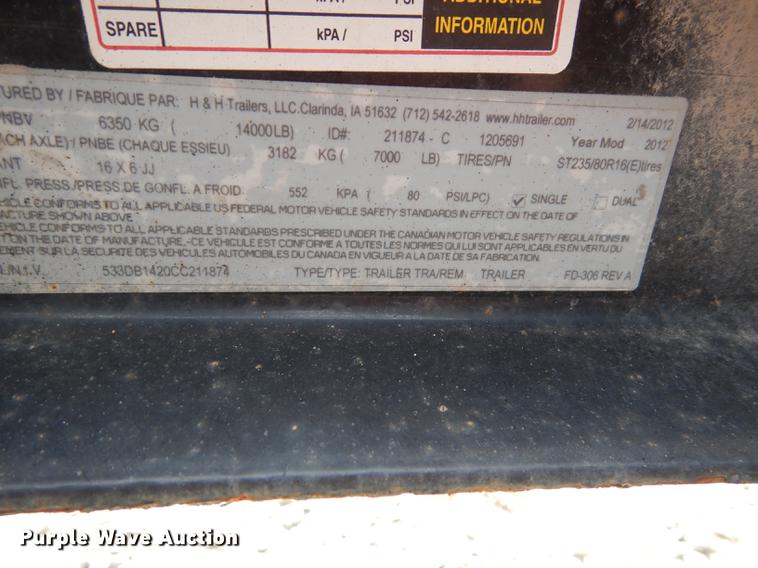 kPA / PSI
ADDITIONAL
SPARE kPA / PSI INFORMATION
TURED BY / FABRIQUE PAR: H & H Trailers, LLC.Clarinda, IA 51632 (712) 542-2618 www.hhtrailer.com 2/14/2012
NBV 6350 KG ( 14000LB) ID#: 211874 - C 1205691 Year Mod 2012
ACH AXLE) / PNBE (CHAQUE ESSIEU) 3182 KG ( 7000 LB) TIRES/PN ST235/80R16(E)tires
ANT 16 X 6 JJ
NFL. PRESS./PRESS.DE GONFL. A FROID: 552 KPA ( 80 PSI/LPC) SINGLE DUAL
VEHICLE CONFORMS TO ALL APPLICABLE US FEDERAL MOTOR VEHICLE SAFETY STANDARDS IN EFFECT ON THE DATE OF
ACTURE SHOWN ABOVE
VEHICLE CONFORMS TO ALL APPLICABLE STANDARDS PRESCRIBED UNDER THE CANADIAN MOTOR VEHICLE SAFETY REGULATIONS IN
T ON THE DATE OF MANUFACTURE,-CE VEHICULE EST CONFORME A TOUTES LES NORMES QUI LUI SONT APPLICABLES EN VERTU
EMENT SUR LA SECURITE DES VEHICULES AUTOMOBILES DU CANADA EN VIGUEUR A LA DATE DE SA FABRICATION.
./N.I.V. 533DB1420CC211874 TYPE/TYPE: TRAILER TRA/REM TRAILER FD-306 REV A
Purple Wave Auction